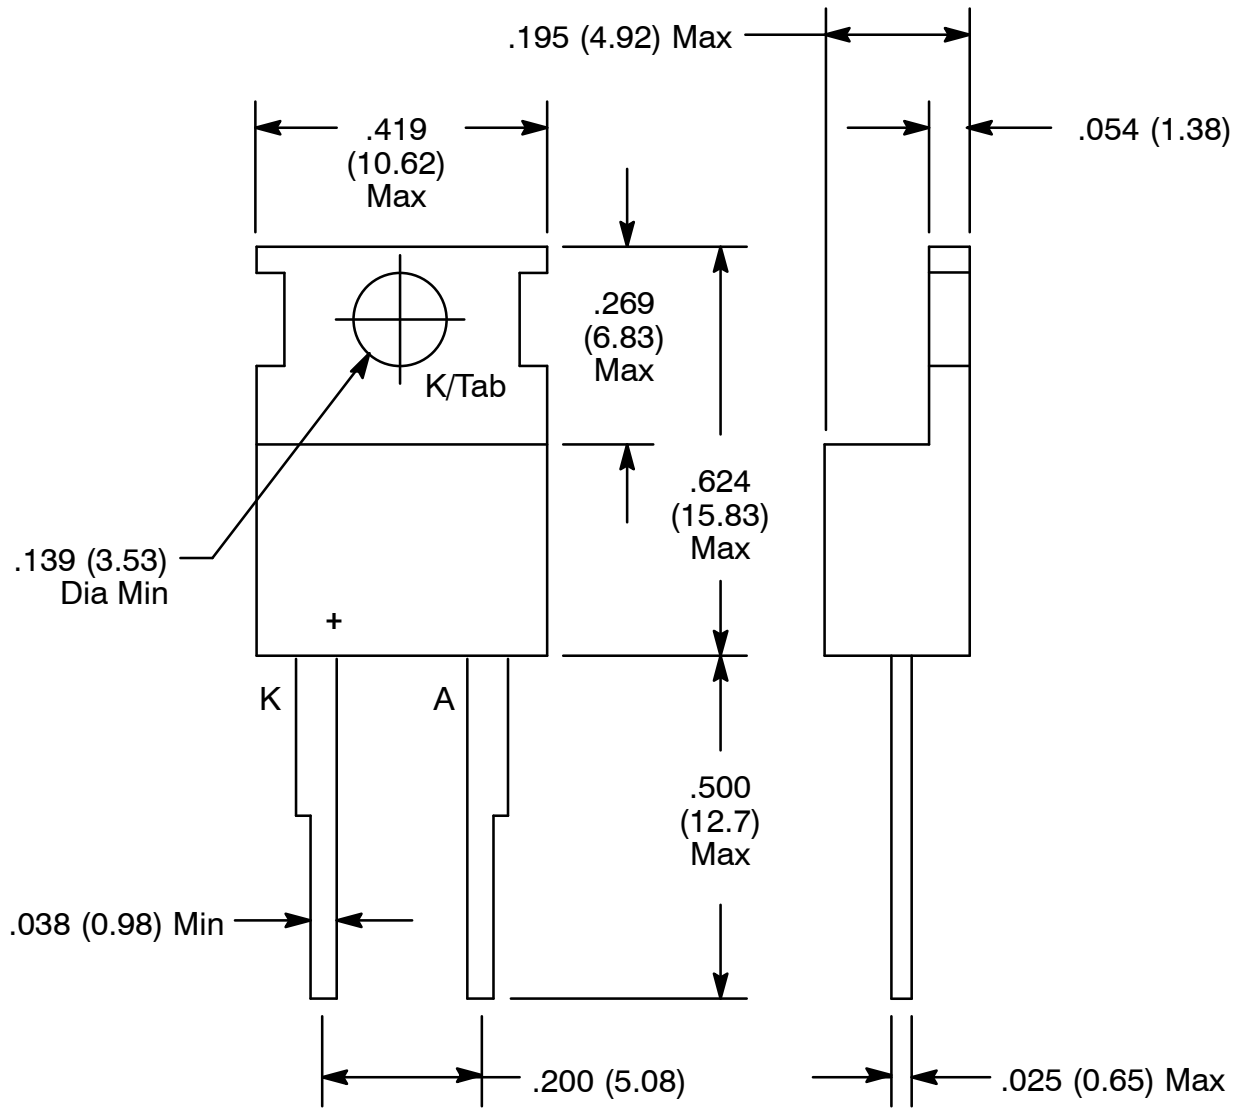 .195 (4.92) Max
.419
(10.62)
Max
.054 (1.38)
.269
(6.83)
Max
K/Tab
.624
(15.83)
Max
.139 (3.53)
Dia Min
+
K
A
.500
(12.7)
Max
.038 (0.98) Min
.200 (5.08)
.025 (0.65) Max